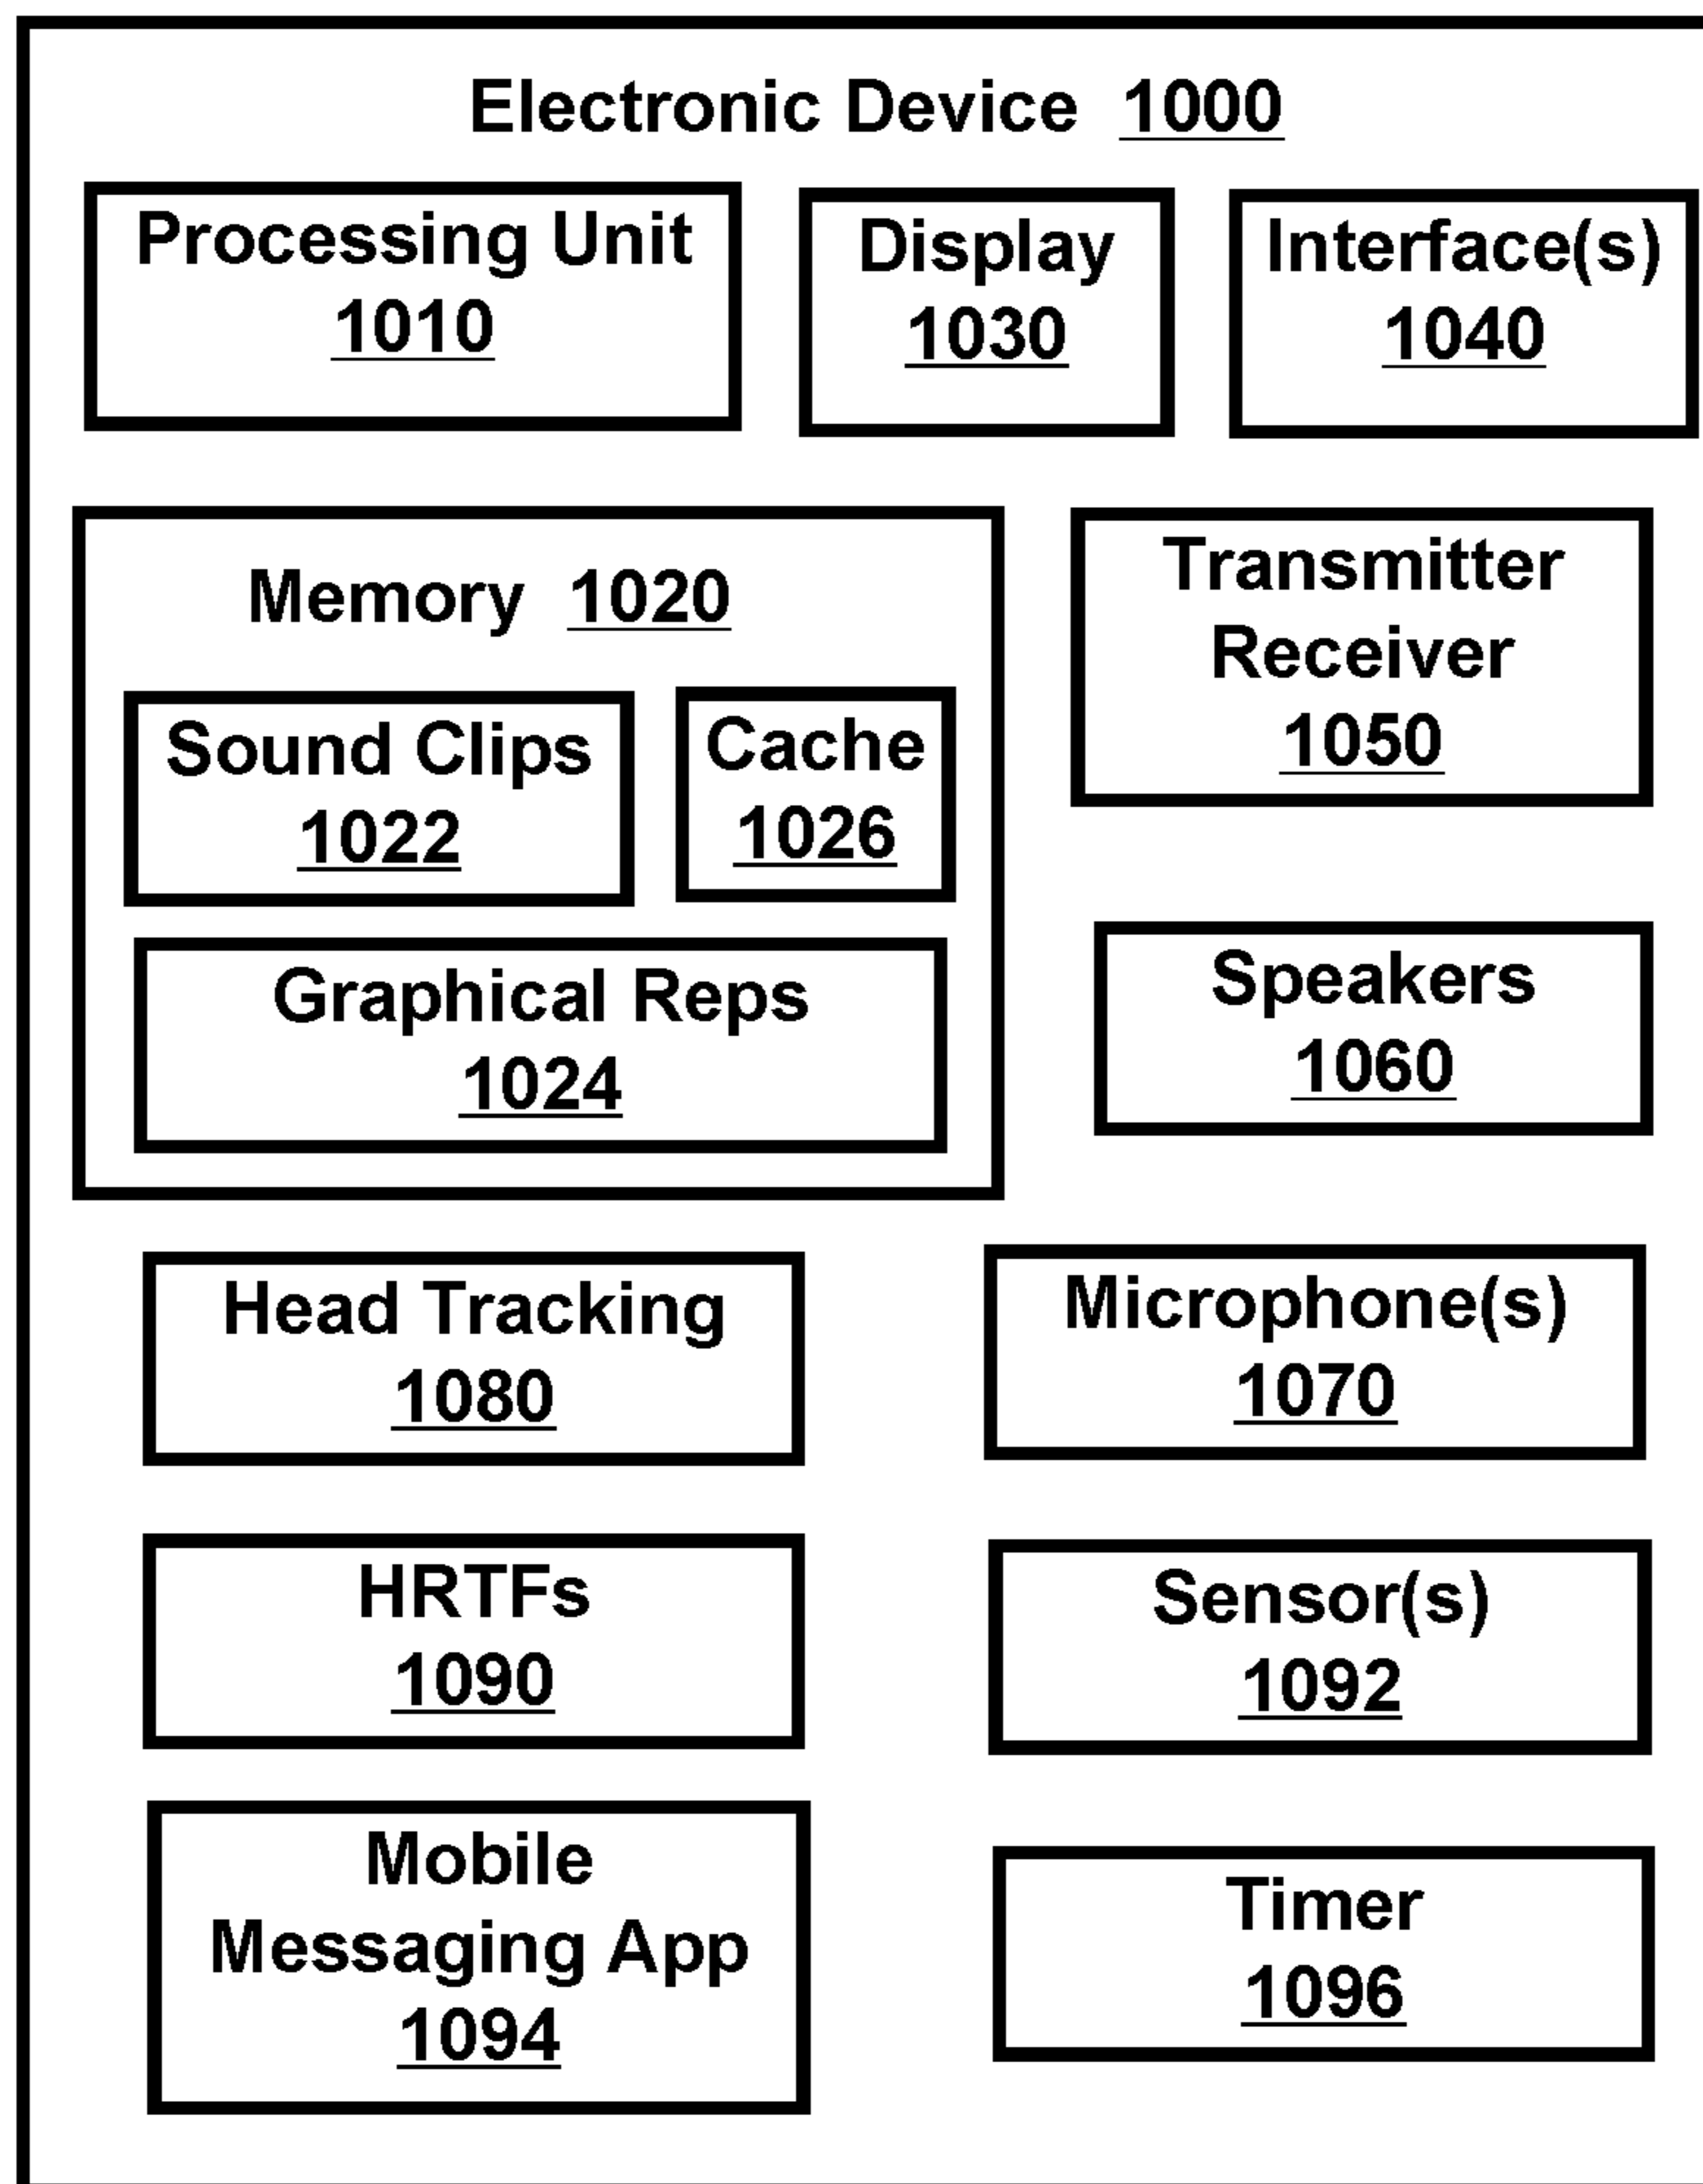 Electronic Device 1000
Processing Unit
1010
Display
1030
Interface(s)
1040
Memory 1020
Sound Clips
1022
Cache
1026
Graphical Reps
1024
Transmitter
Receiver
1050
Speakers
1060
Head Tracking
1080
Microphone(s)
1070
HRTFs
1090
Sensor(s)
1092
Mobile
Messaging App
1094
Timer
1096